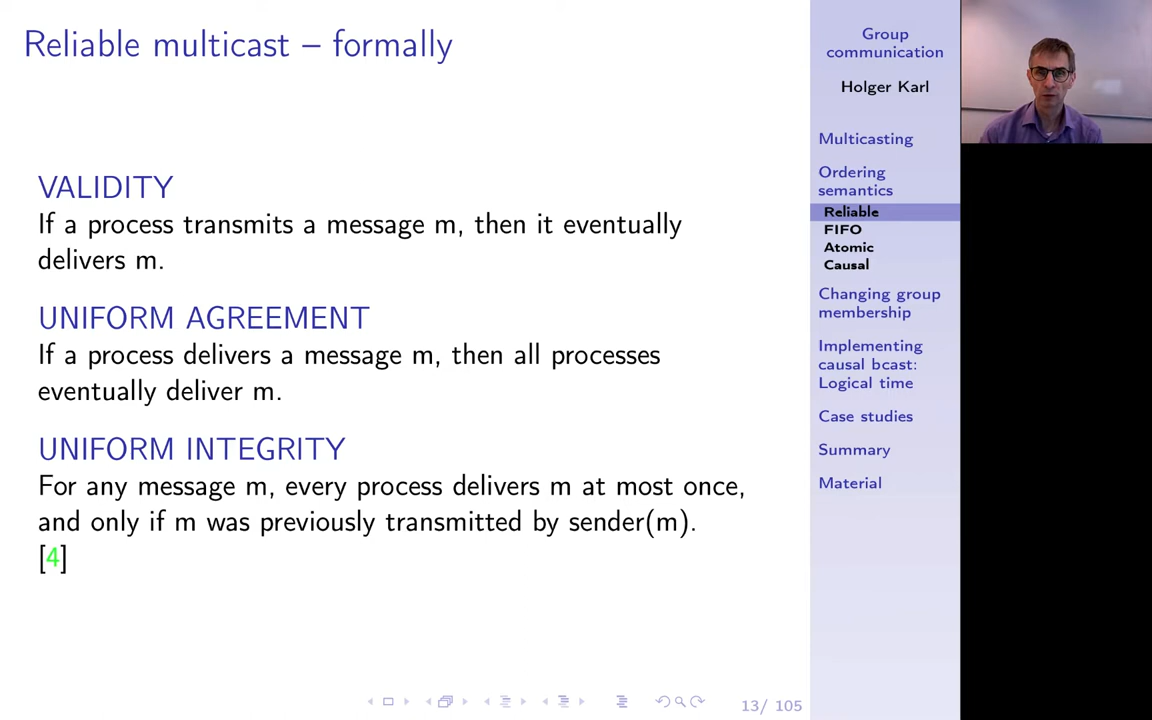 Reliable multicast – formally
VALIDITY
If a process transmits a message m, then it eventually
delivers m.
UNIFORM AGREEMENT
If a process delivers a message m, then all processes
eventually deliver m.
UNIFORM INTEGRITY
For any message m, every process delivers m at most once,
and only if m was previously transmitted by sender(m).
[4]
13/ 105
Group
communication
Holger Karl
Multicasting
Ordering
semantics
Reliable
FIFO
Atomic
Causal
Changing group
membership
Implementing
causal bcast:
Logical time
Case studies
Summary
Material